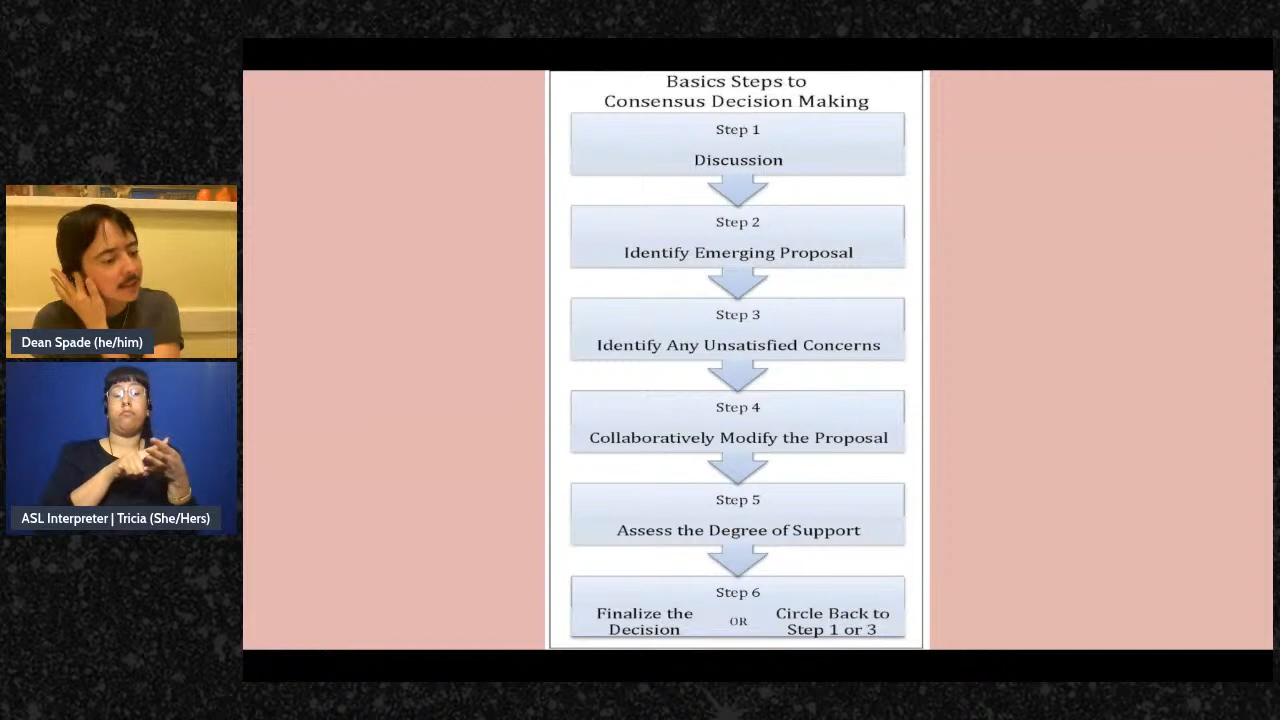 Basics Steps to
Consensus Decision Making
Step 1
Discussion
Step 2
Identify Emerging Proposal
Step 3
Identify Any Unsatisfied Concerns
Step 4
Collaboratively Modify the Proposal
Step 5
Assess the Degree of Support
Step 6
Finalize the
Decision
OR
Circle Back to
Step 1 or 3
Dean Spade (he/him)
ASL Interpreter | Tricia (She/Hers)